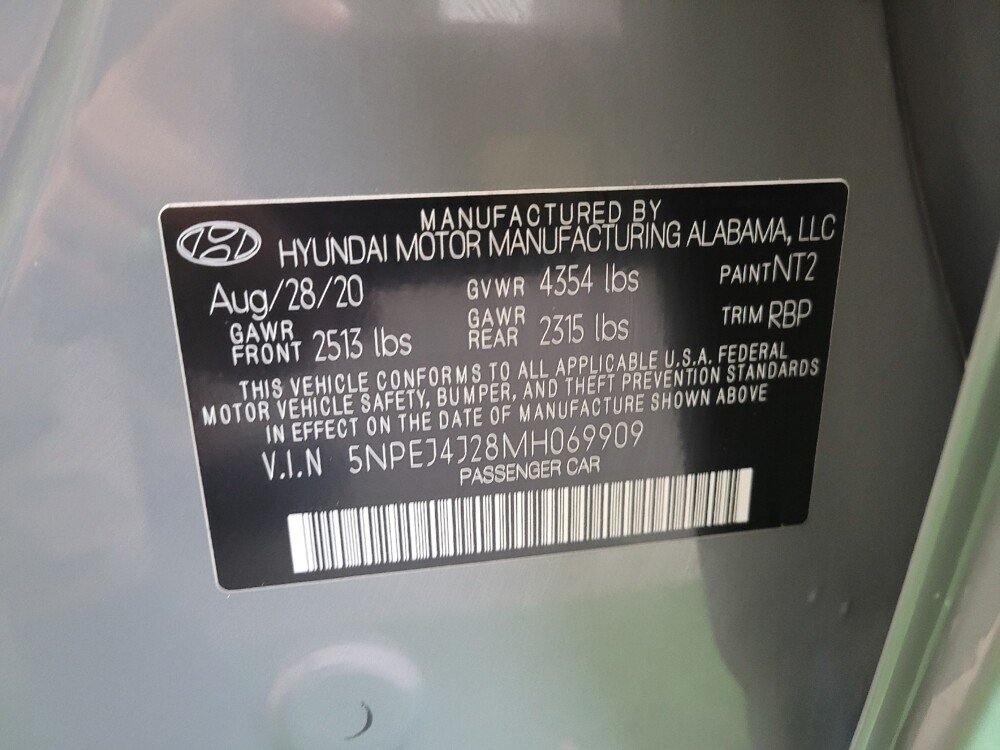 MANUFACTURED BY
HYUNDAI MOTOR MANUFACTURING ALABAMA, LLC
Aug/28/20 GVWR 4354 lbs PAINT NT2
GAWR FRONT 2513 lbs GAWR REAR 2315 lbs TRIM RBP
THIS VEHICLE CONFORMS TO ALL APPLICABLE U.S.A. FEDERAL
MOTOR VEHICLE SAFETY, BUMPER, AND THEFT PREVENTION STANDARDS
IN EFFECT ON THE DATE OF MANUFACTURE SHOWN ABOVE
V.I.N 5NPEJ4J28MH069909
PASSENGER CAR